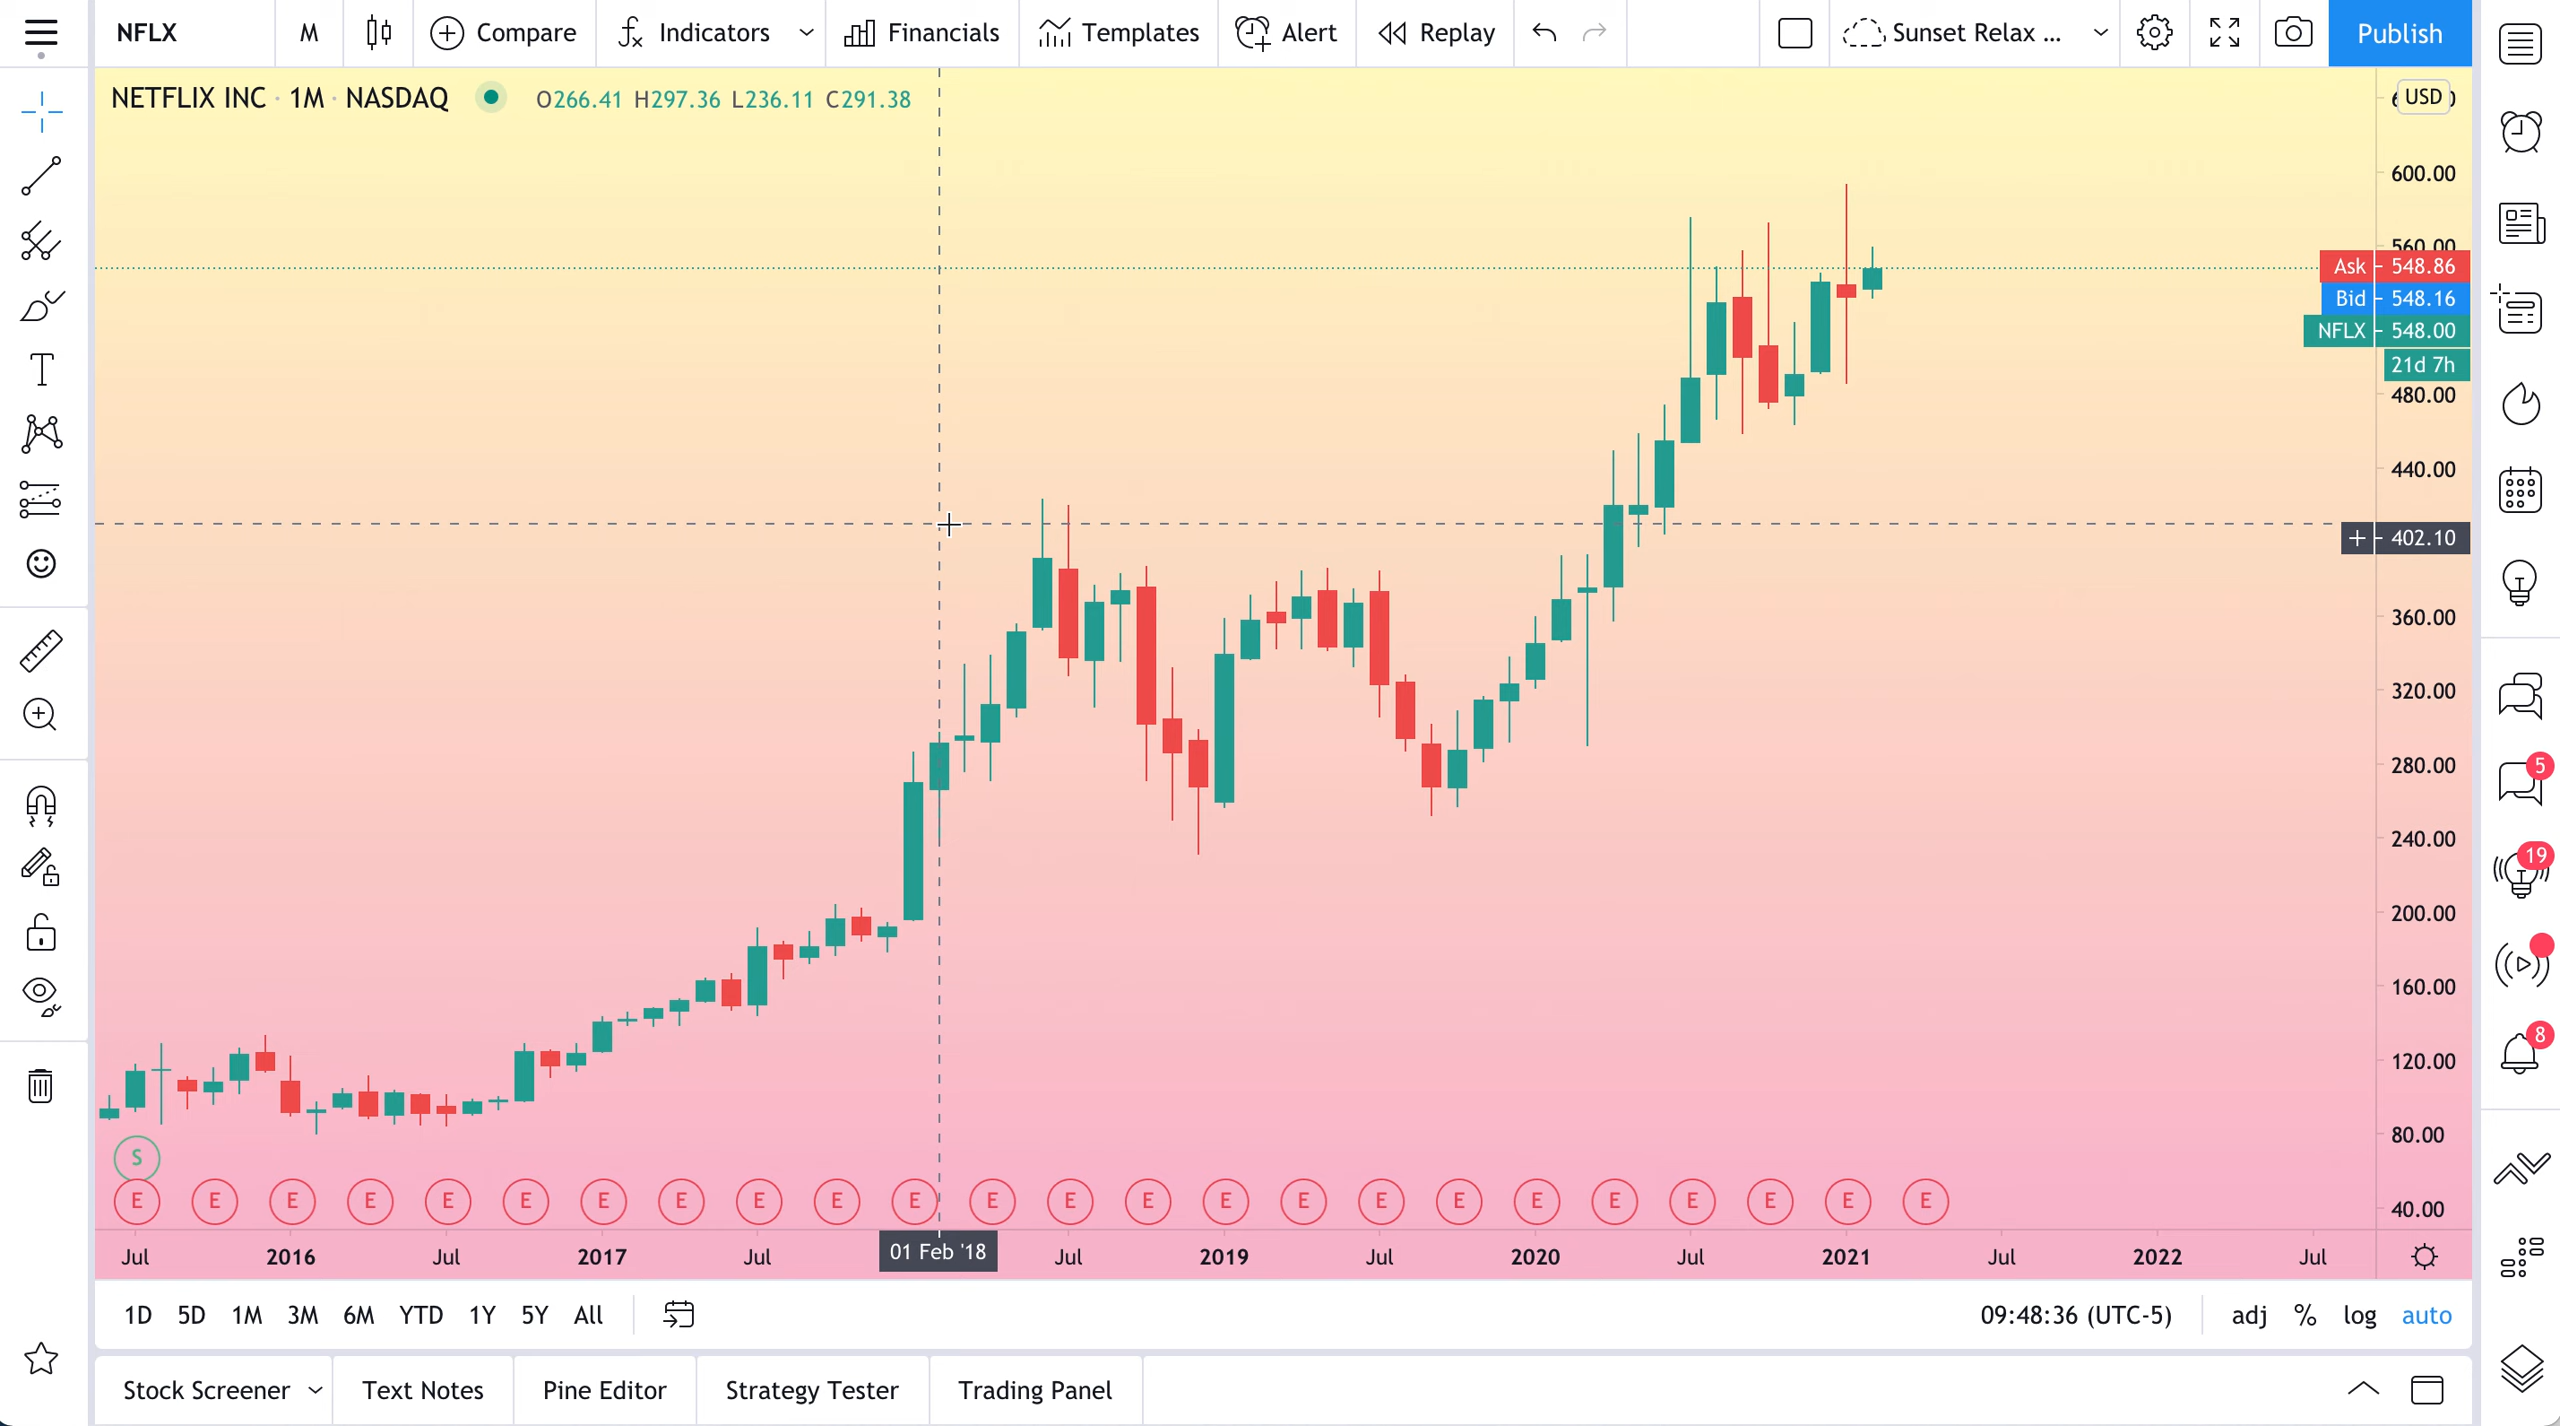 NFLX M Compare Indicators Financials Templates Alert Replay Sunset Relax ... Publish
NETFLIX INC · 1M · NASDAQ O266.41 H297.36 L236.11 C291.38
USD
600.00
560.00
Ask 548.86
Bid 548.16
NFLX 548.00
21d 7h
480.00
440.00
+ 402.10
360.00
320.00
280.00
240.00
200.00
160.00
120.00
80.00
40.00
5
19
8
S
E E E E E E E E E E E E E E E E E E E E E E E E
Jul 2016 Jul 2017 Jul 01 Feb '18 Jul 2019 Jul 2020 Jul 2021 Jul 2022 Jul
1D 5D 1M 3M 6M YTD 1Y 5Y All 09:48:36 (UTC-5) adj % log auto
Stock Screener Text Notes Pine Editor Strategy Tester Trading Panel